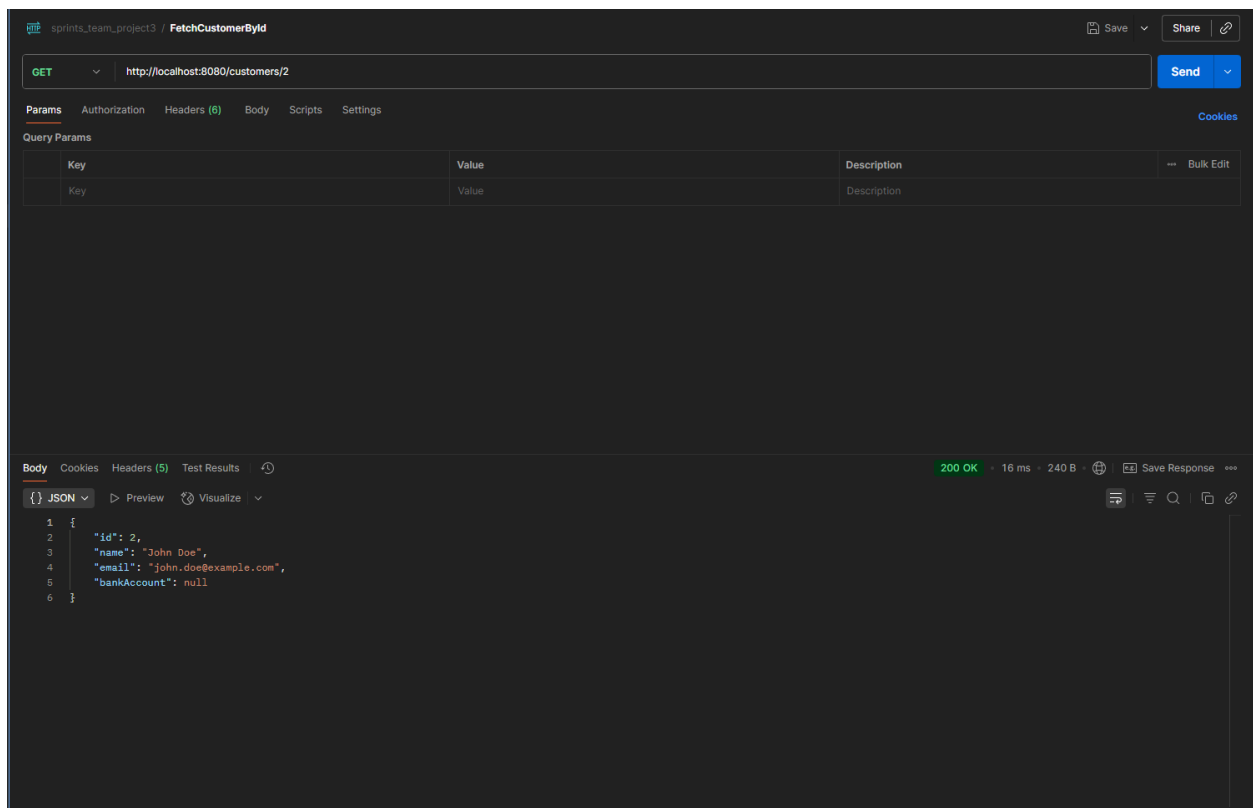 HTTP sprints_team_project3 / FetchCustomerById Save Share
GET http://localhost:8080/customers/2 Send
Params Authorization Headers (6) Body Scripts Settings Cookies
Query Params
Key Value Description ••• Bulk Edit
Key Value Description
Body Cookies Headers (5) Test Results 200 OK • 16 ms • 240 B • e.g. Save Response •••
{} JSON Preview Visualize
1 {
2 "id": 2,
3 "name": "John Doe",
4 "email": "john.doe@example.com",
5 "bankAccount": null
6 }